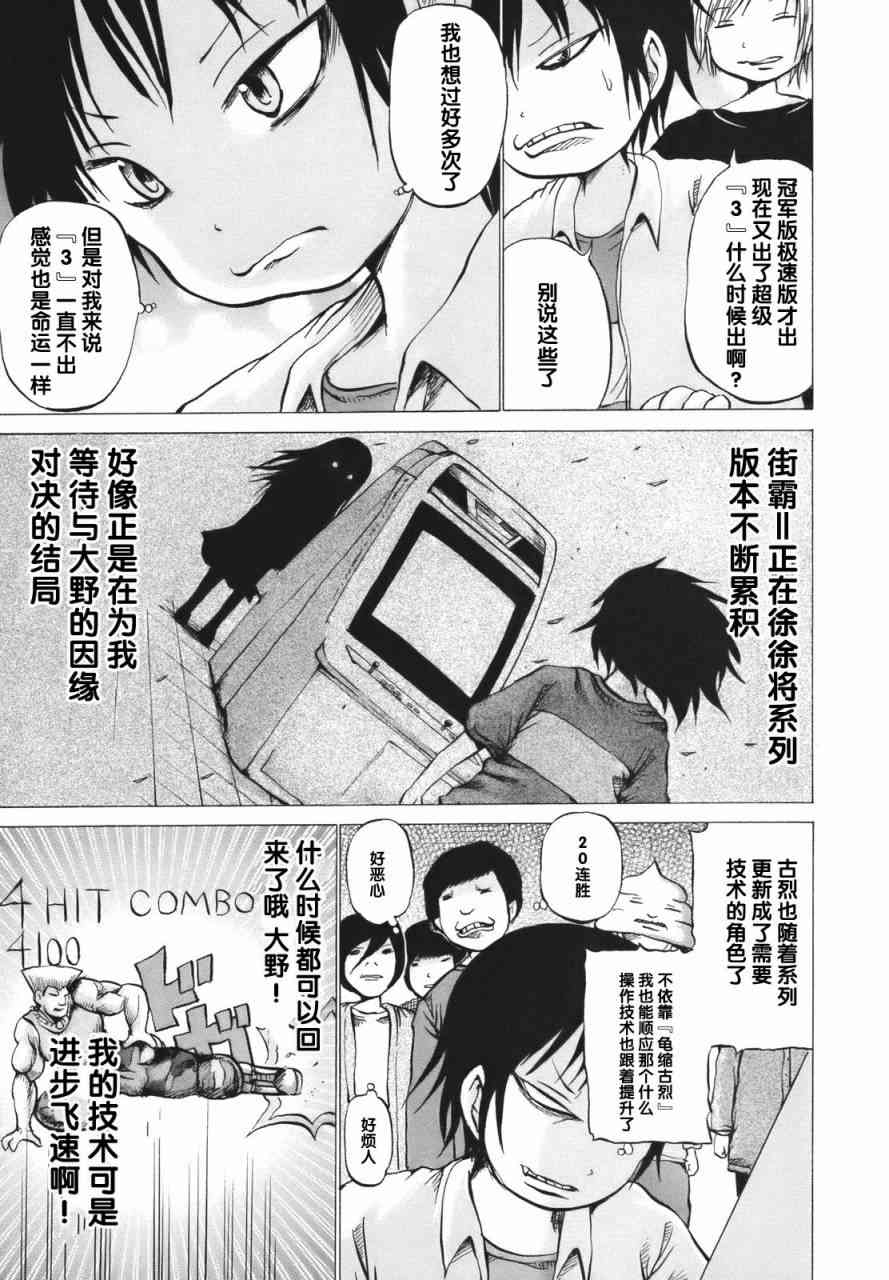 冠军版极速版才出
现在又出了超级
『3』什么时候出啊？
别说这些了
我也想过好多次了
但是对我来说
『3』一直不出
感觉也是命运一样
街霸Ⅱ正在徐徐将系列
版本不断累积
好像正是在为我
等待与大野的因缘
对决的结局
古烈也随着系列
更新成了需要
技术的角色了
不依靠『龟缩古烈』
我也能顺应那个什么
操作技术也跟着提升了
20连胜
好恶心
好烦人
什么时候都可以回
来了哦 大野！
4 HIT COMBO
4100
ドガガ
我的技术可是
进步飞速啊！